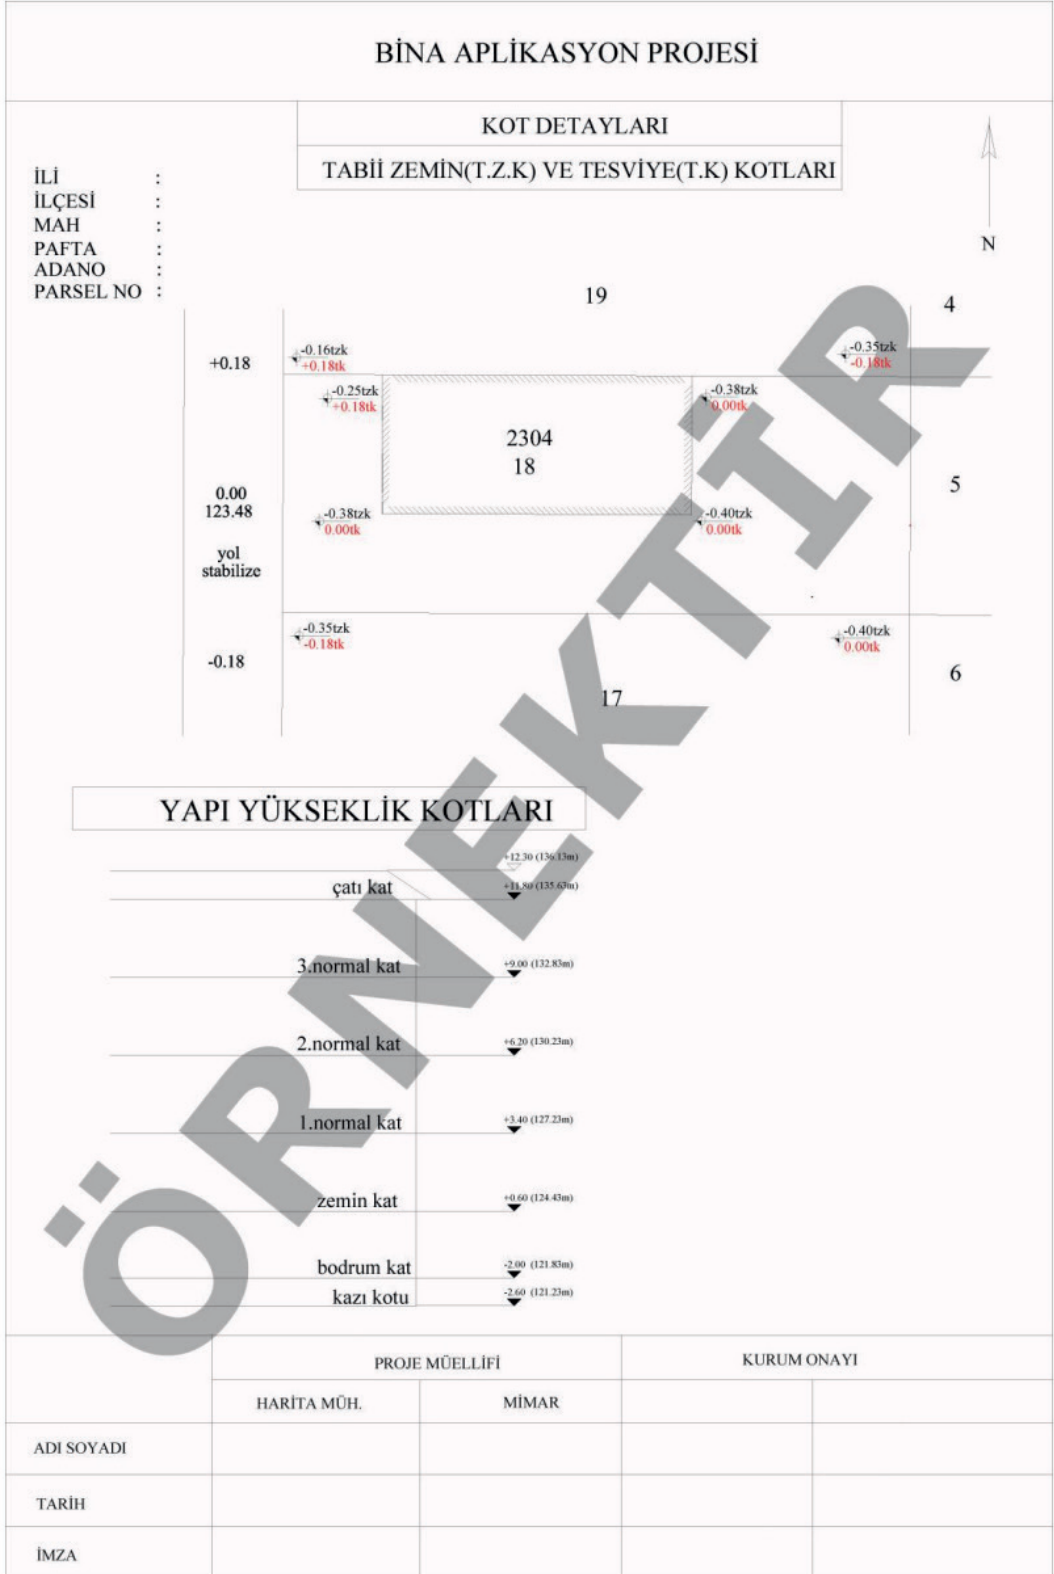 BİNA APLİKASYON PROJESİ
KOT DETAYLARI
TABİİ ZEMİN(T.Z.K) VE TESVİYE(T.K) KOTLARI
İLİ :
İLÇESİ :
MAH :
PAFTA :
ADANO :
PARSEL NO :
N
19
4
+0.18
-0.16tzk
+0.18tk
-0.35tzk
-0.18tk
-0.25tzk
+0.18tk
-0.38tzk
0.00tk
2304
18
5
0.00
123.48
-0.38tzk
0.00tk
-0.40tzk
0.00tk
yol
stabilize
-0.35tzk
-0.18tk
-0.40tzk
0.00tk
-0.18
6
17
YAPI YÜKSEKLİK KOTLARI
+12.30 (136.13m)
çatı kat +11.80 (135.63m)
3.normal kat +9.00 (132.83m)
2.normal kat +6.20 (130.23m)
1.normal kat +3.40 (127.23m)
zemin kat +0.60 (124.43m)
bodrum kat -2.00 (121.83m)
kazı kotu -2.60 (121.23m)
ÖRNEKTİR
PROJE MÜELLİFİ KURUM ONAYI
HARİTA MÜH. MİMAR
ADI SOYADI
TARİH
İMZA